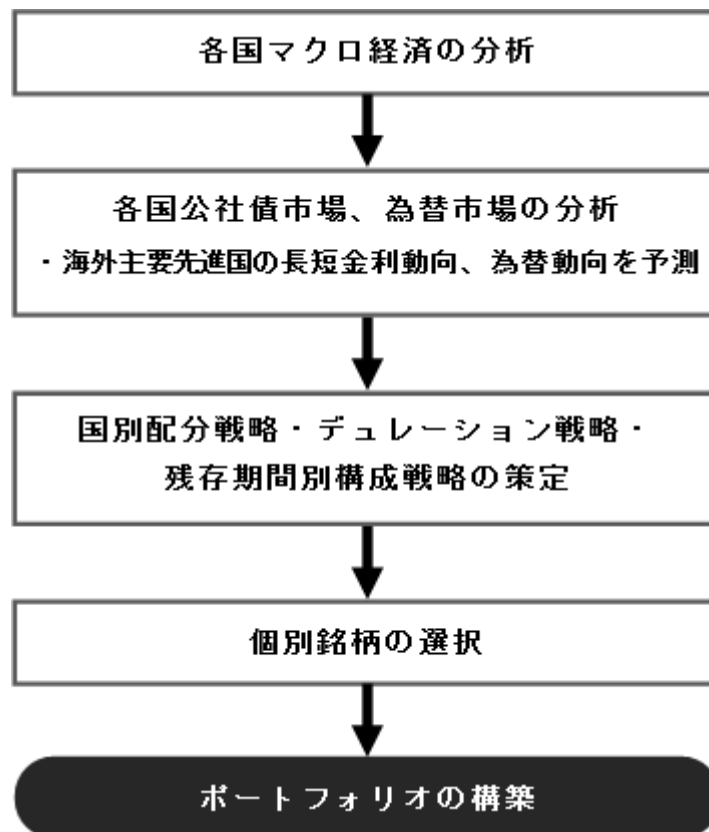 各国マクロ経済の分析
各国公社債市場、為替市場の分析
・海外主要先進国の長短金利動向、為替動向を予測
国別配分戦略・デュレーション戦略・
残存期間別構成戦略の策定
個別銘柄の選択
ポートフォリオの構築